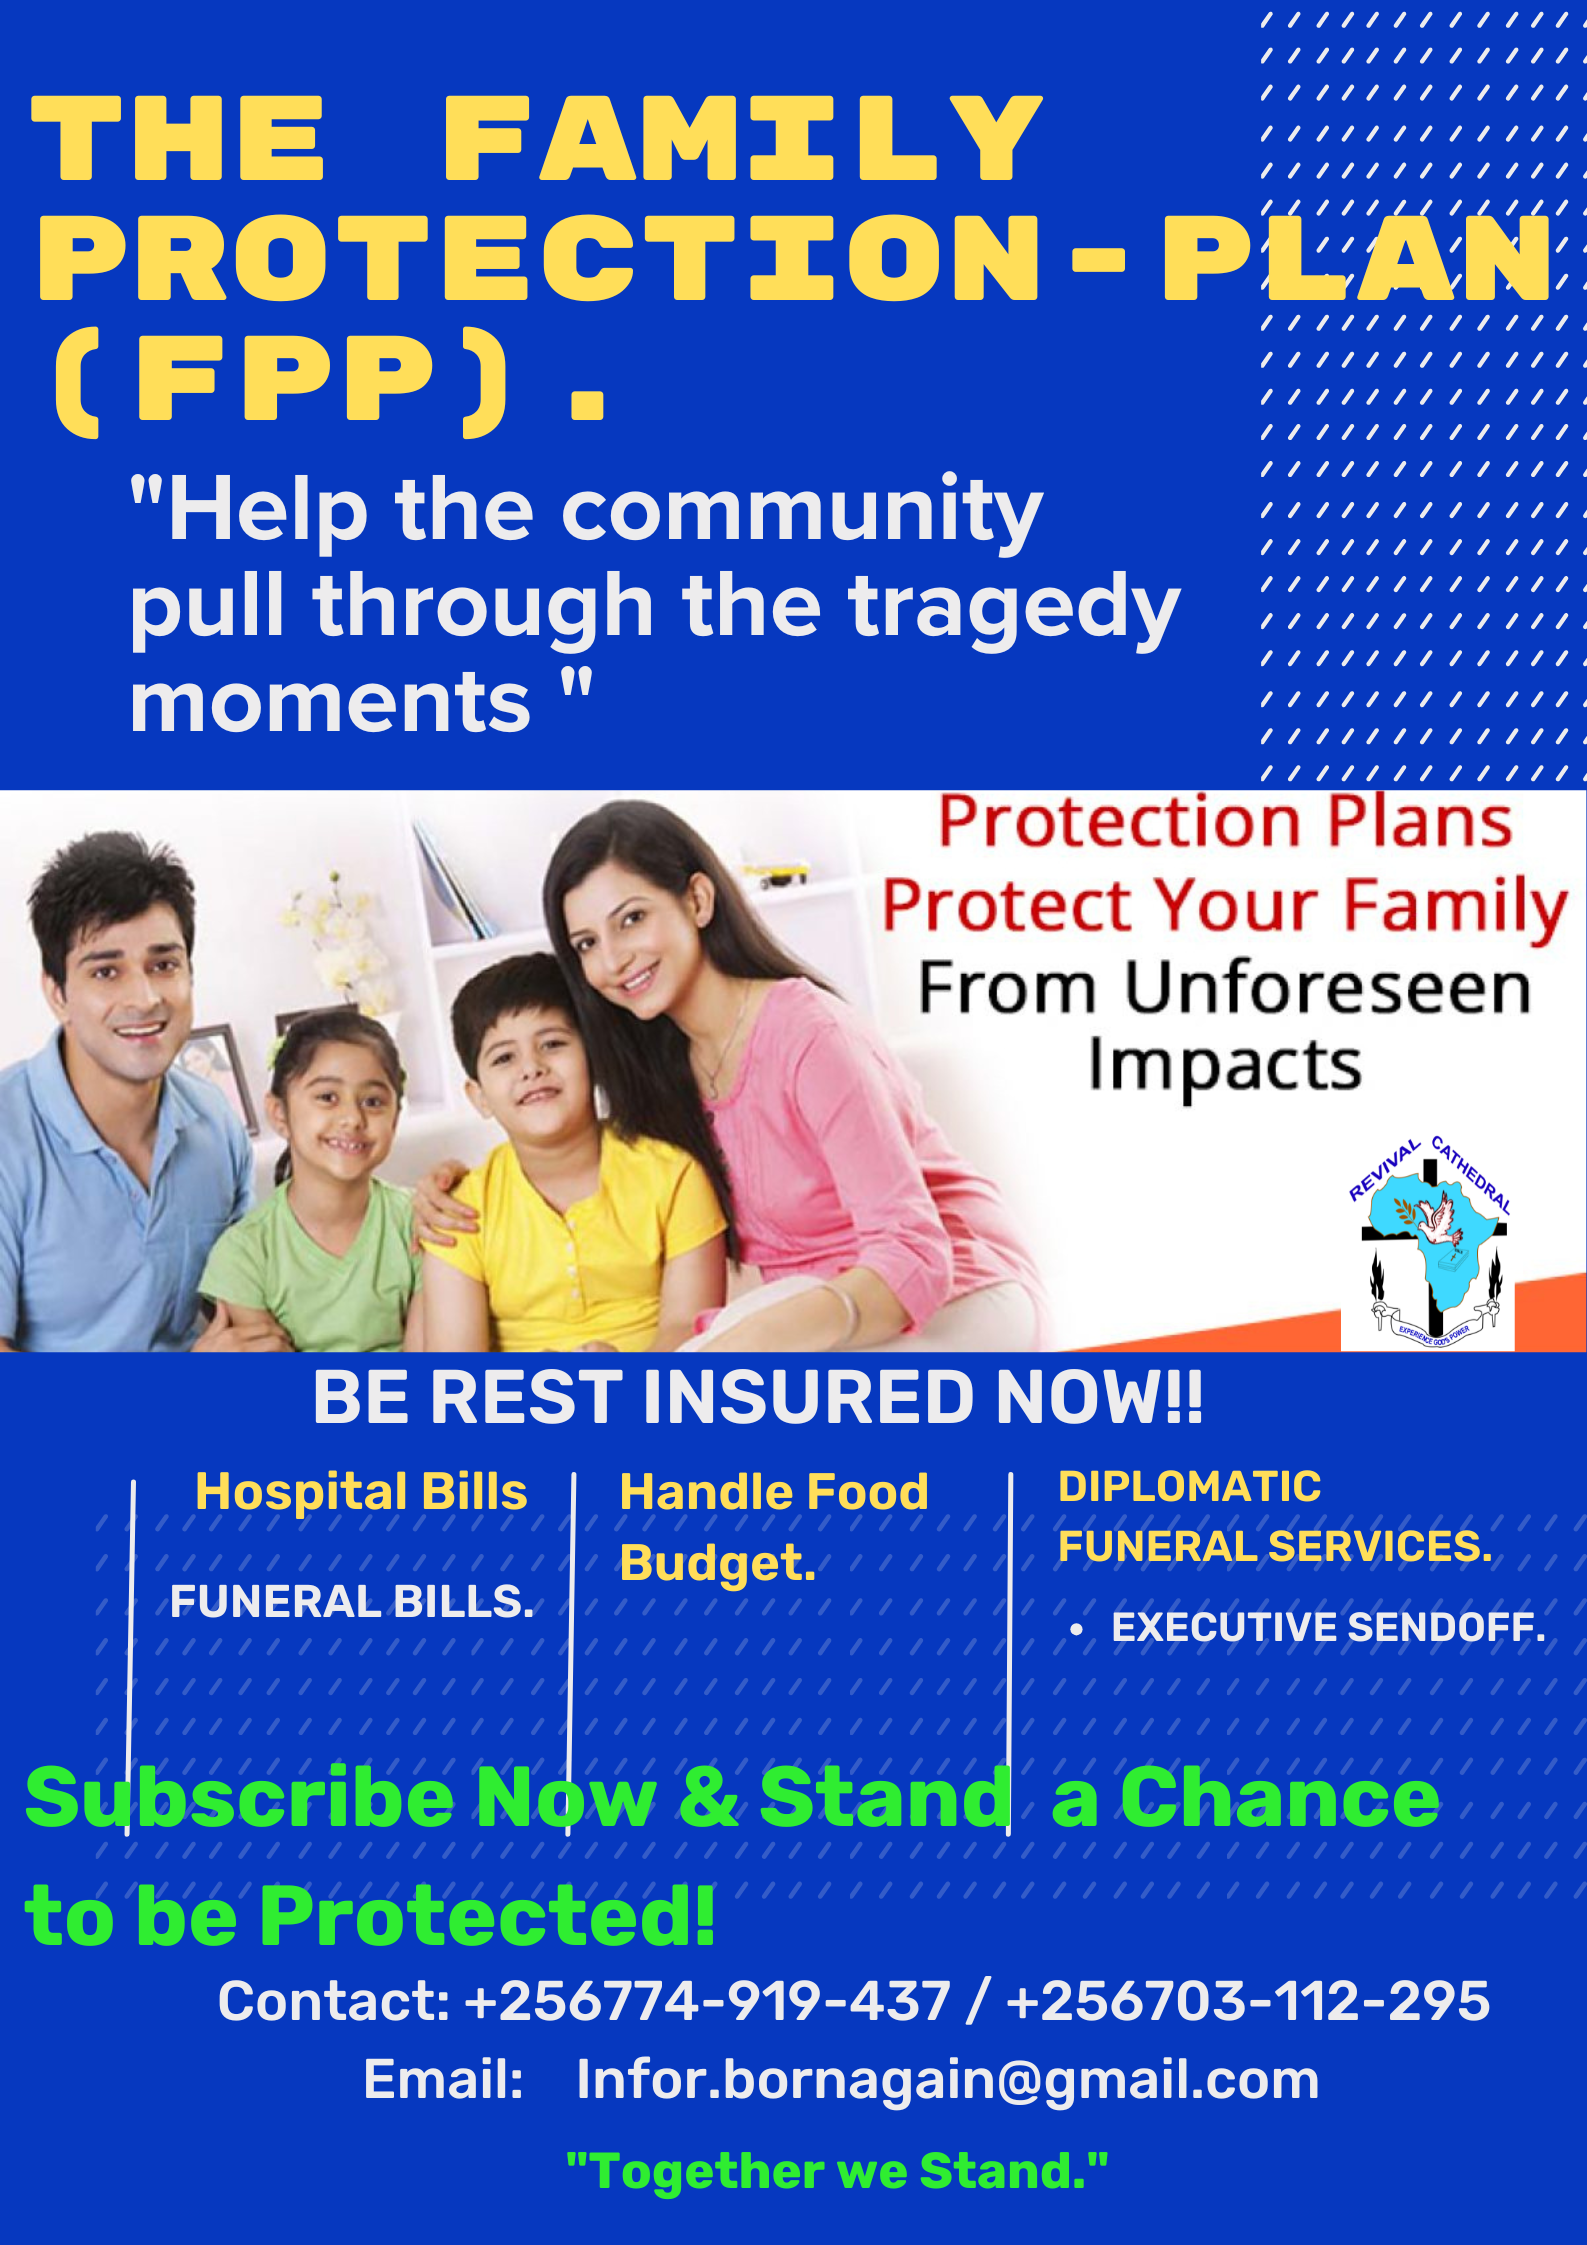 THE FAMILY
PROTECTION-PLAN
(FPP).
"Help the community
pull through the tragedy
moments "
Protection Plans
Protect Your Family
From Unforeseen
Impacts
REVIVAL CATHEDRAL
EXPERIENCE GOD'S POWER
BE REST INSURED NOW!!
Hospital Bills
FUNERAL BILLS.
Handle Food
Budget.
DIPLOMATIC
FUNERAL SERVICES.
• EXECUTIVE SENDOFF.
Subscribe Now & Stand a Chance
to be Protected!
Contact: +256774-919-437 / +256703-112-295
Email: Infor.bornagain@gmail.com
"Together we Stand."